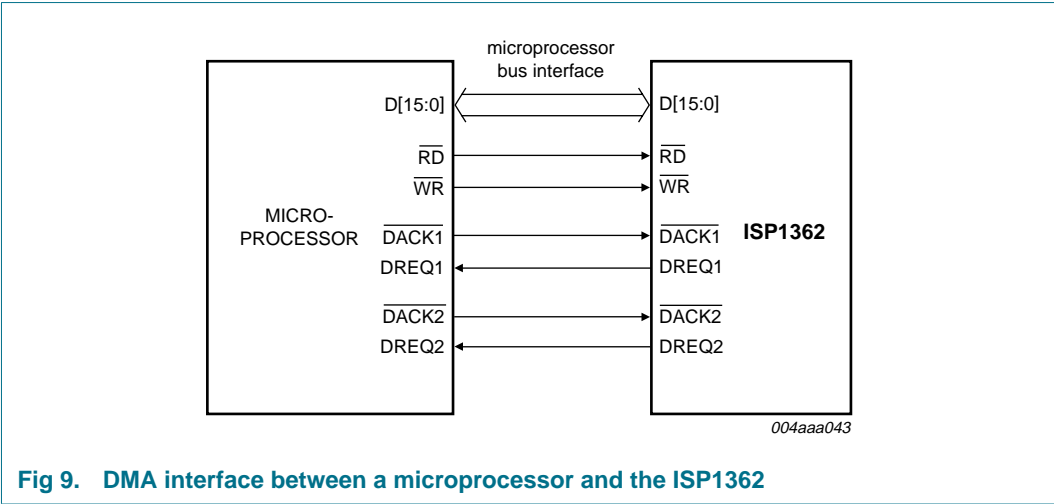 microprocessor
bus interface
D[15:0] D[15:0]
RD RD
WR WR
MICRO-
PROCESSOR
ISP1362
DACK1 DACK1
DREQ1 DREQ1
DACK2 DACK2
DREQ2 DREQ2
004aaa043
Fig 9. DMA interface between a microprocessor and the ISP1362